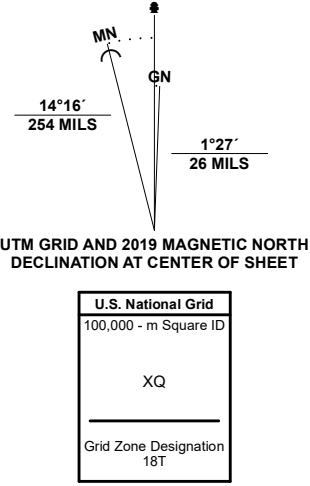 MN
GN
14°16´
254 MILS
1°27´
26 MILS
UTM GRID AND 2019 MAGNETIC NORTH
DECLINATION AT CENTER OF SHEET
U.S. National Grid
100,000 - m Square ID
XQ
Grid Zone Designation
18T